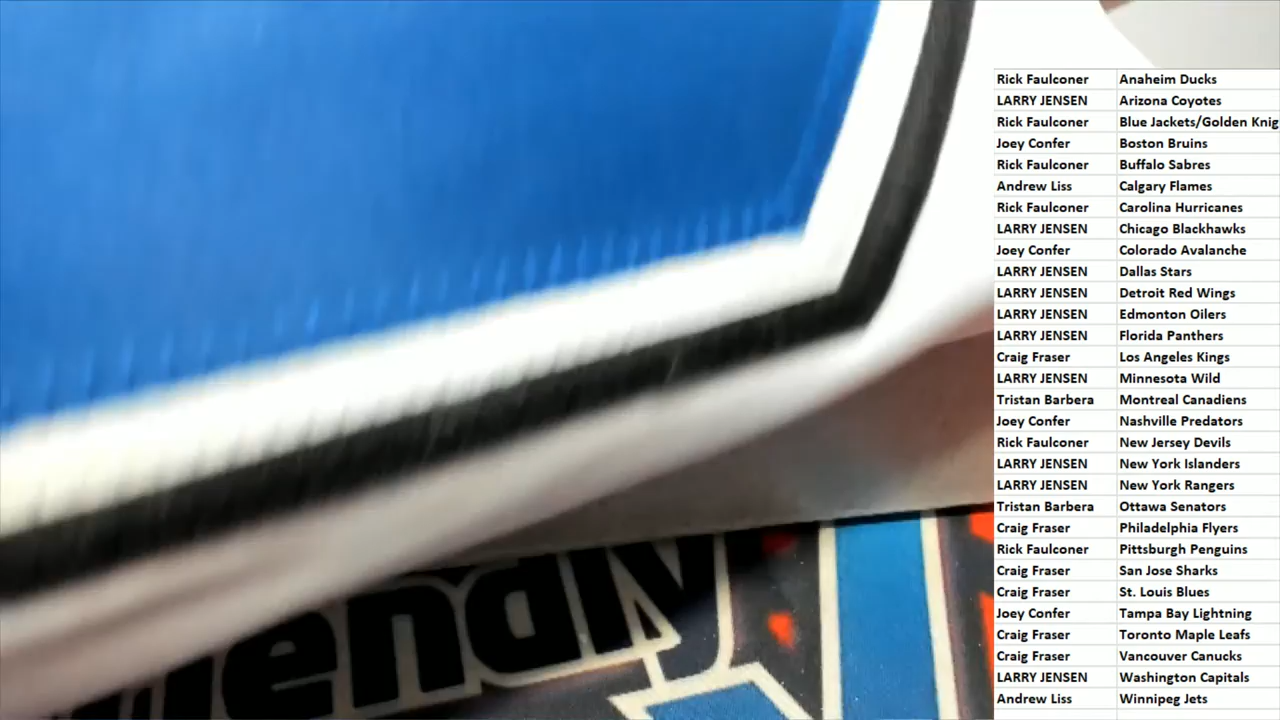 Rick Faulconer Anaheim Ducks
LARRY JENSEN Arizona Coyotes
Rick Faulconer Blue Jackets/Golden Knig
Joey Confer Boston Bruins
Rick Faulconer Buffalo Sabres
Andrew Liss Calgary Flames
Rick Faulconer Carolina Hurricanes
LARRY JENSEN Chicago Blackhawks
Joey Confer Colorado Avalanche
LARRY JENSEN Dallas Stars
LARRY JENSEN Detroit Red Wings
LARRY JENSEN Edmonton Oilers
LARRY JENSEN Florida Panthers
Craig Fraser Los Angeles Kings
LARRY JENSEN Minnesota Wild
Tristan Barbera Montreal Canadiens
Joey Confer Nashville Predators
Rick Faulconer New Jersey Devils
LARRY JENSEN New York Islanders
LARRY JENSEN New York Rangers
Tristan Barbera Ottawa Senators
Craig Fraser Philadelphia Flyers
Rick Faulconer Pittsburgh Penguins
Craig Fraser San Jose Sharks
Craig Fraser St. Louis Blues
Joey Confer Tampa Bay Lightning
Craig Fraser Toronto Maple Leafs
Craig Fraser Vancouver Canucks
LARRY JENSEN Washington Capitals
Andrew Liss Winnipeg Jets